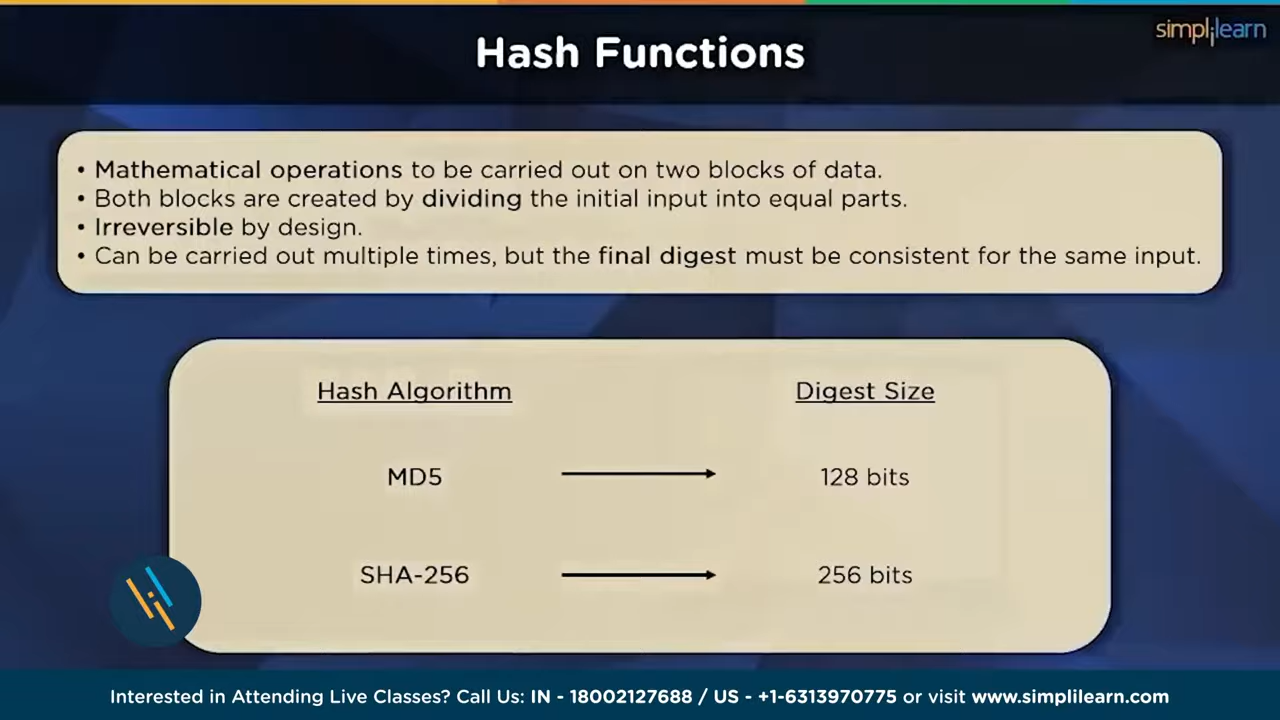 simplilearn
Hash Functions
• Mathematical operations to be carried out on two blocks of data.
• Both blocks are created by dividing the initial input into equal parts.
• Irreversible by design.
• Can be carried out multiple times, but the final digest must be consistent for the same input.
Hash Algorithm Digest Size
MD5 128 bits
SHA-256 256 bits
Interested in Attending Live Classes? Call Us: IN - 18002127688 / US - +1-6313970775 or visit www.simplilearn.com